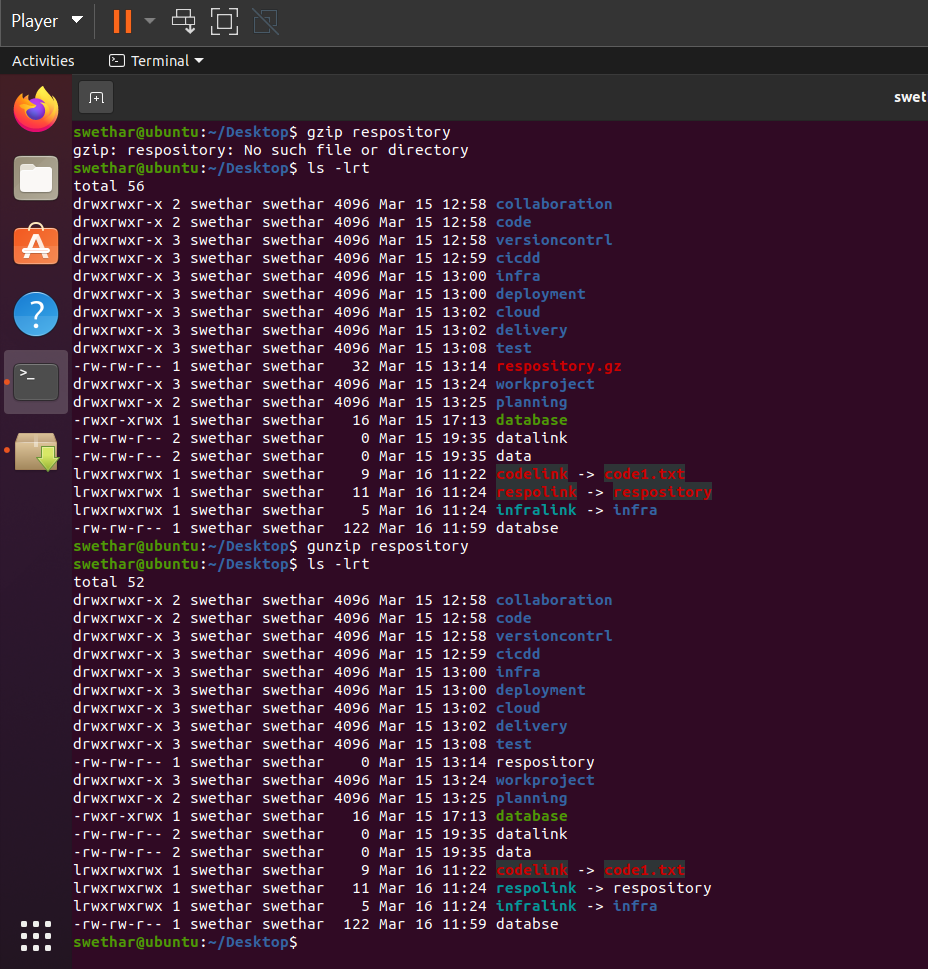 Player
Activities
Terminal
swet
swethar@ubuntu:~/Desktop$ gzip respository
gzip: respository: No such file or directory
swethar@ubuntu:~/Desktop$ ls -lrt
total 56
drwxrwxr-x 2 swethar swethar 4096 Mar 15 12:58 collaboration
drwxrwxr-x 2 swethar swethar 4096 Mar 15 12:58 code
drwxrwxr-x 3 swethar swethar 4096 Mar 15 12:58 versioncontrl
drwxrwxr-x 3 swethar swethar 4096 Mar 15 12:59 cicdd
drwxrwxr-x 3 swethar swethar 4096 Mar 15 13:00 infra
drwxrwxr-x 3 swethar swethar 4096 Mar 15 13:00 deployment
drwxrwxr-x 3 swethar swethar 4096 Mar 15 13:02 cloud
drwxrwxr-x 3 swethar swethar 4096 Mar 15 13:02 delivery
drwxrwxr-x 3 swethar swethar 4096 Mar 15 13:08 test
-rw-rw-r-- 1 swethar swethar   32 Mar 15 13:14 respository.gz
drwxrwxr-x 3 swethar swethar 4096 Mar 15 13:24 workproject
drwxrwxr-x 2 swethar swethar 4096 Mar 15 13:25 planning
-rwxr-xrwx 1 swethar swethar   16 Mar 15 17:13 database
-rw-rw-r-- 2 swethar swethar    0 Mar 15 19:35 datalink
-rw-rw-r-- 2 swethar swethar    0 Mar 15 19:35 data
lrwxrwxrwx 1 swethar swethar    9 Mar 16 11:22 codelink -> code1.txt
lrwxrwxrwx 1 swethar swethar   11 Mar 16 11:24 respolink -> respository
lrwxrwxrwx 1 swethar swethar    5 Mar 16 11:24 infralink -> infra
-rw-rw-r-- 1 swethar swethar  122 Mar 16 11:59 databse
swethar@ubuntu:~/Desktop$ gunzip respository
swethar@ubuntu:~/Desktop$ ls -lrt
total 52
drwxrwxr-x 2 swethar swethar 4096 Mar 15 12:58 collaboration
drwxrwxr-x 2 swethar swethar 4096 Mar 15 12:58 code
drwxrwxr-x 3 swethar swethar 4096 Mar 15 12:58 versioncontrl
drwxrwxr-x 3 swethar swethar 4096 Mar 15 12:59 cicdd
drwxrwxr-x 3 swethar swethar 4096 Mar 15 13:00 infra
drwxrwxr-x 3 swethar swethar 4096 Mar 15 13:00 deployment
drwxrwxr-x 3 swethar swethar 4096 Mar 15 13:02 cloud
drwxrwxr-x 3 swethar swethar 4096 Mar 15 13:02 delivery
drwxrwxr-x 3 swethar swethar 4096 Mar 15 13:08 test
-rw-rw-r-- 1 swethar swethar    0 Mar 15 13:14 respository
drwxrwxr-x 3 swethar swethar 4096 Mar 15 13:24 workproject
drwxrwxr-x 2 swethar swethar 4096 Mar 15 13:25 planning
-rwxr-xrwx 1 swethar swethar   16 Mar 15 17:13 database
-rw-rw-r-- 2 swethar swethar    0 Mar 15 19:35 datalink
-rw-rw-r-- 2 swethar swethar    0 Mar 15 19:35 data
lrwxrwxrwx 1 swethar swethar    9 Mar 16 11:22 codelink -> code1.txt
lrwxrwxrwx 1 swethar swethar   11 Mar 16 11:24 respolink -> respository
lrwxrwxrwx 1 swethar swethar    5 Mar 16 11:24 infralink -> infra
-rw-rw-r-- 1 swethar swethar  122 Mar 16 11:59 databse
swethar@ubuntu:~/Desktop$